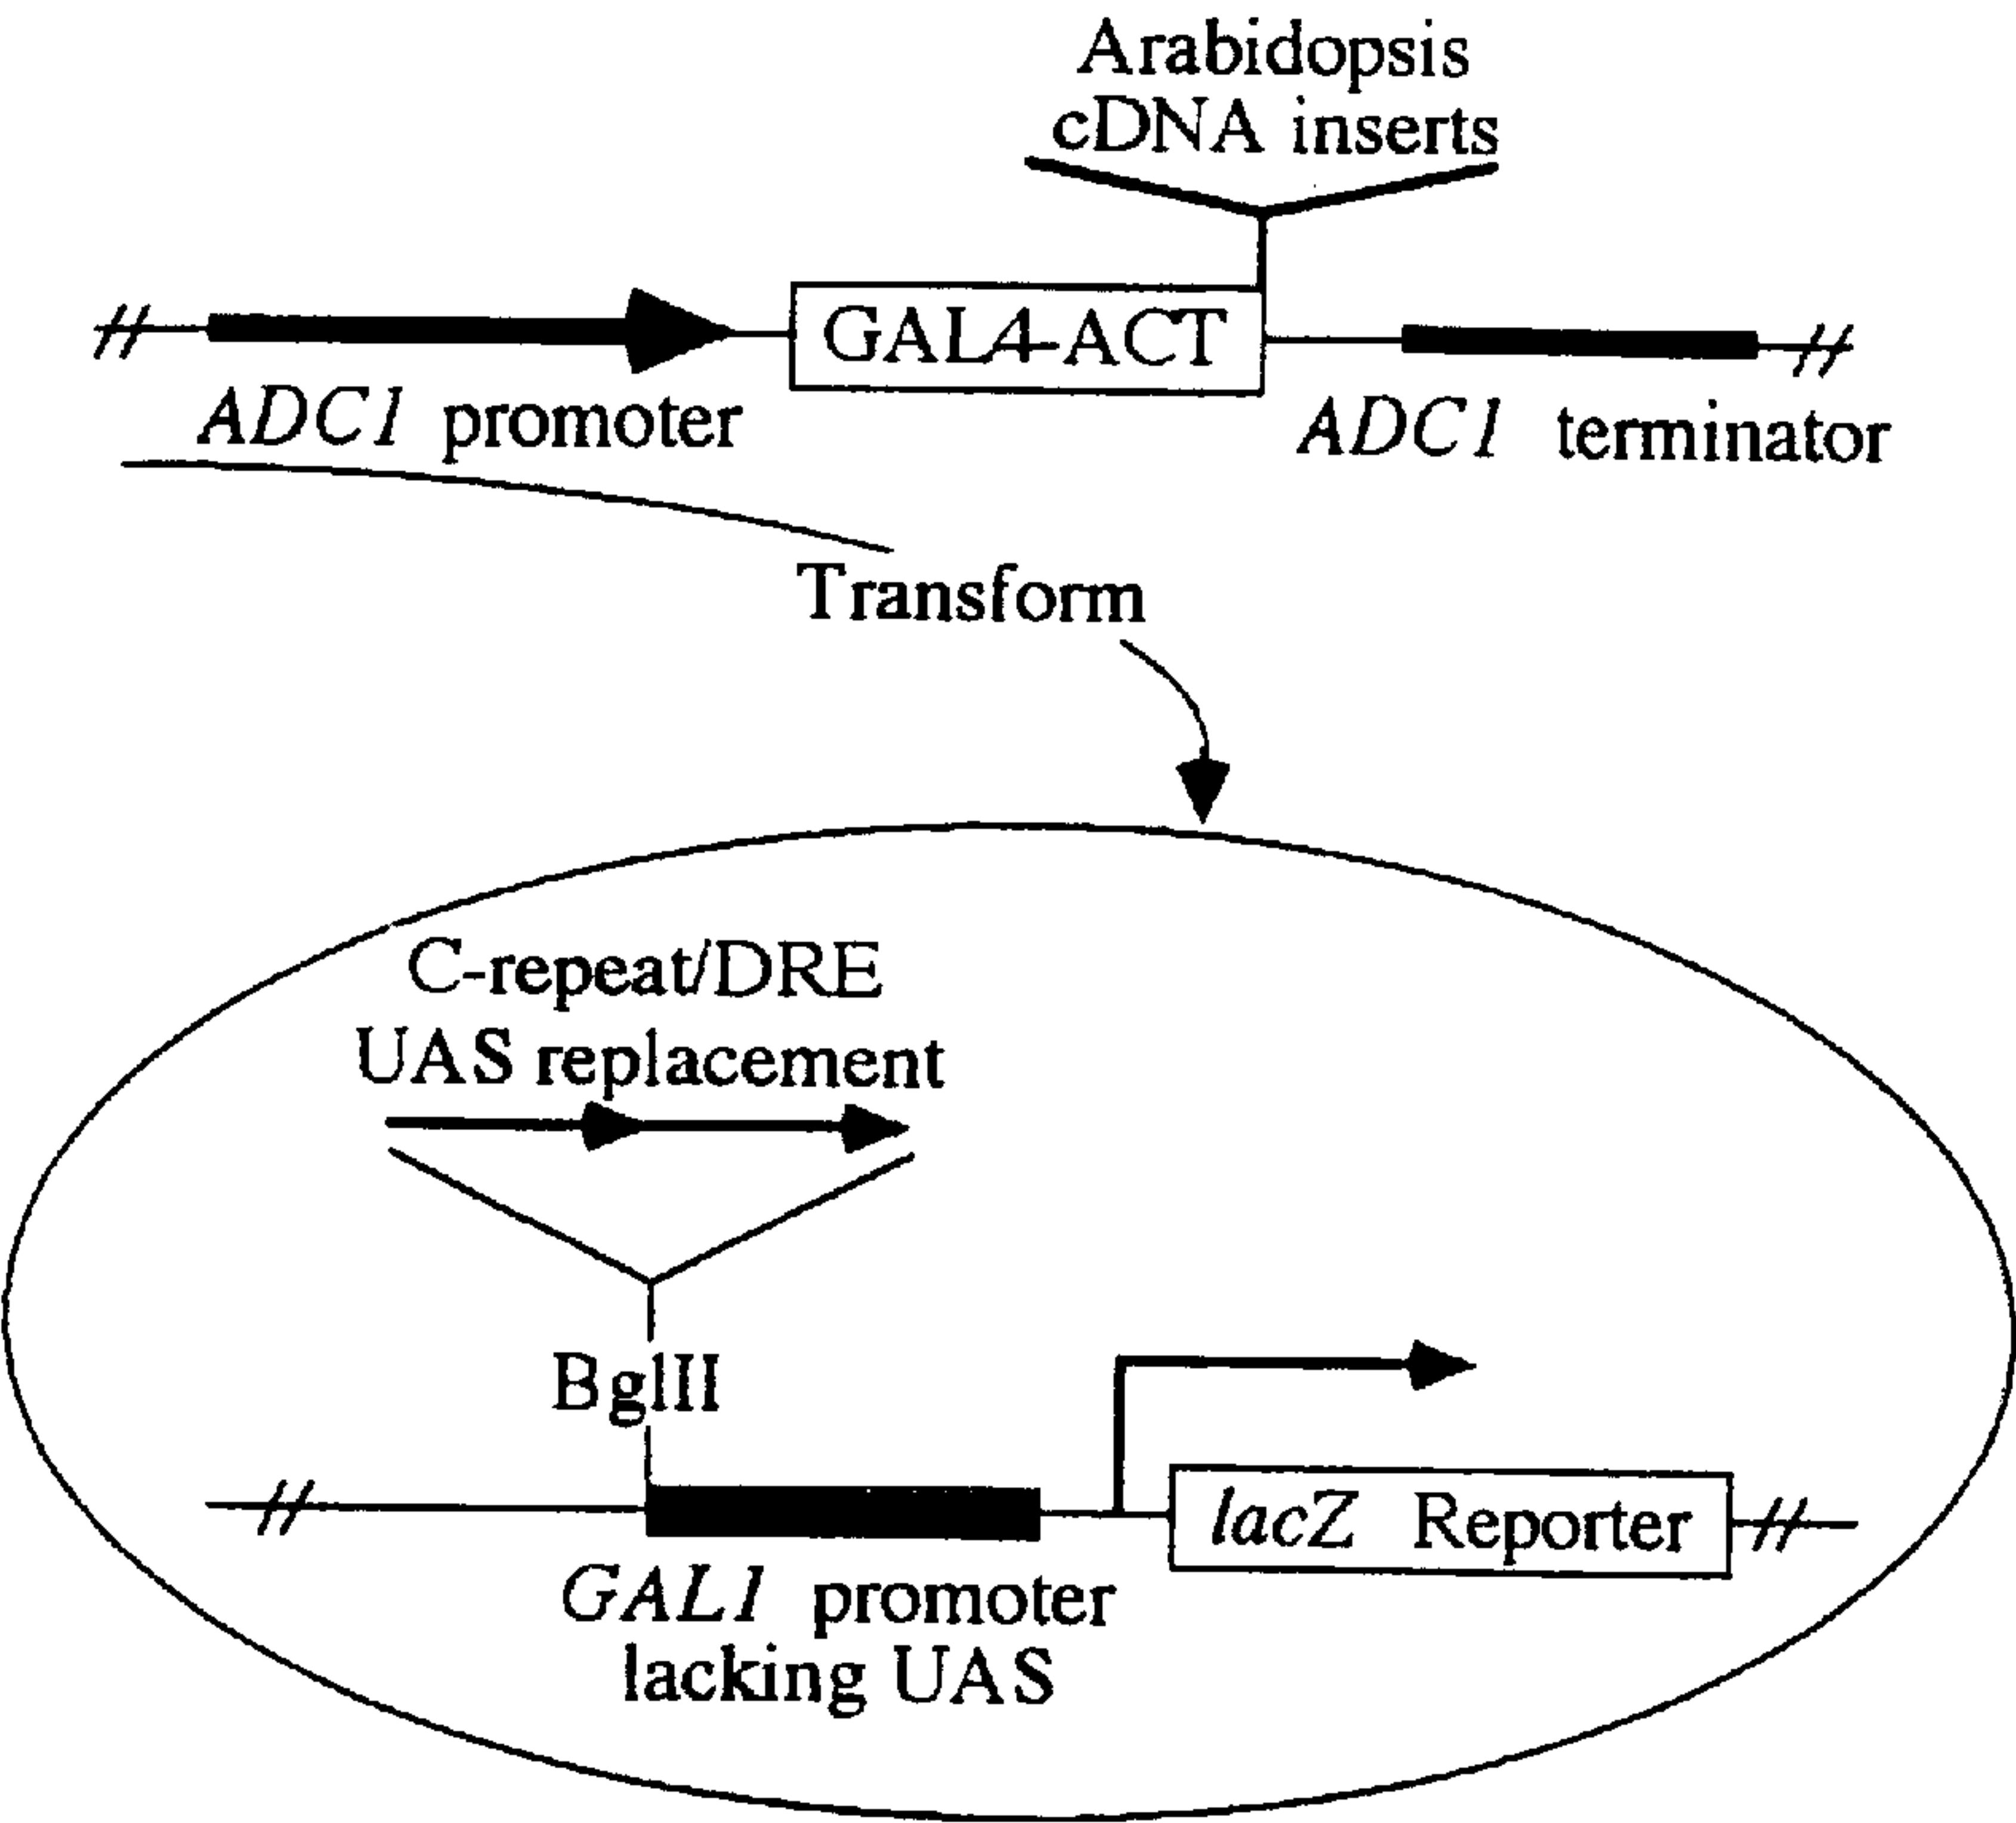 Arabidopsis
cDNA inserts
GAL4-ACT
ADC1 promoter
ADC1 terminator
Transform
C-repeat/DRE
UAS replacement
BglII
lacZ Reporter
GAL1 promoter
lacking UAS